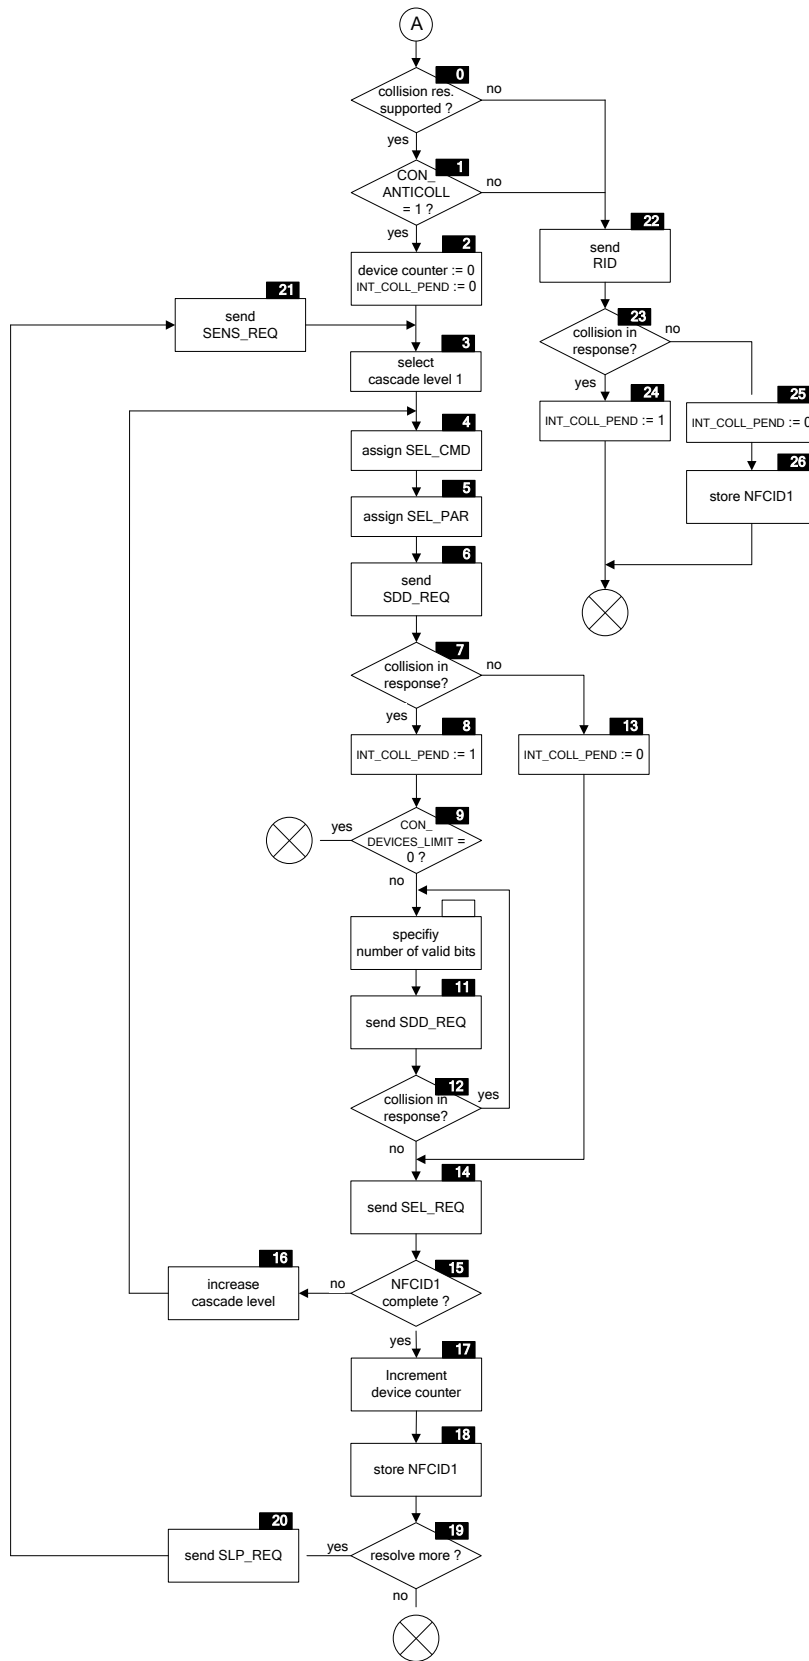 A
0
collision res.
supported ?
no
yes
1
CON_
ANTICOLL
= 1 ?
no
yes
2
device counter := 0
INT_COLL_PEND := 0
22
send
RID
21
send
SENS_REQ
23
collision in
response?
no
yes
3
select
cascade level 1
24
INT_COLL_PEND := 1
25
INT_COLL_PEND := 0
4
assign SEL_CMD
26
store NFCID1
5
assign SEL_PAR
6
send
SDD_REQ
7
collision in
response?
no
yes
8
INT_COLL_PEND := 1
13
INT_COLL_PEND := 0
9
CON_
DEVICES_LIMIT =
0 ?
yes
no
specifiy
number of valid bits
11
send SDD_REQ
12
collision in
response?
yes
no
14
send SEL_REQ
15
NFCID1
complete ?
no
16
increase
cascade level
yes
17
Increment
device counter
18
store NFCID1
19
resolve more ?
yes
20
send SLP_REQ
no